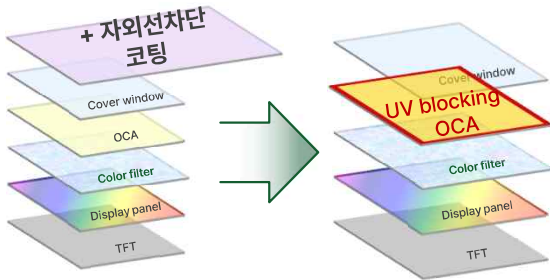 + 자외선차단
코팅
Cover window
OCA
Color filter
Display panel
TFT
Cover window
UV blocking
OCA
Color filter
Display panel
TFT